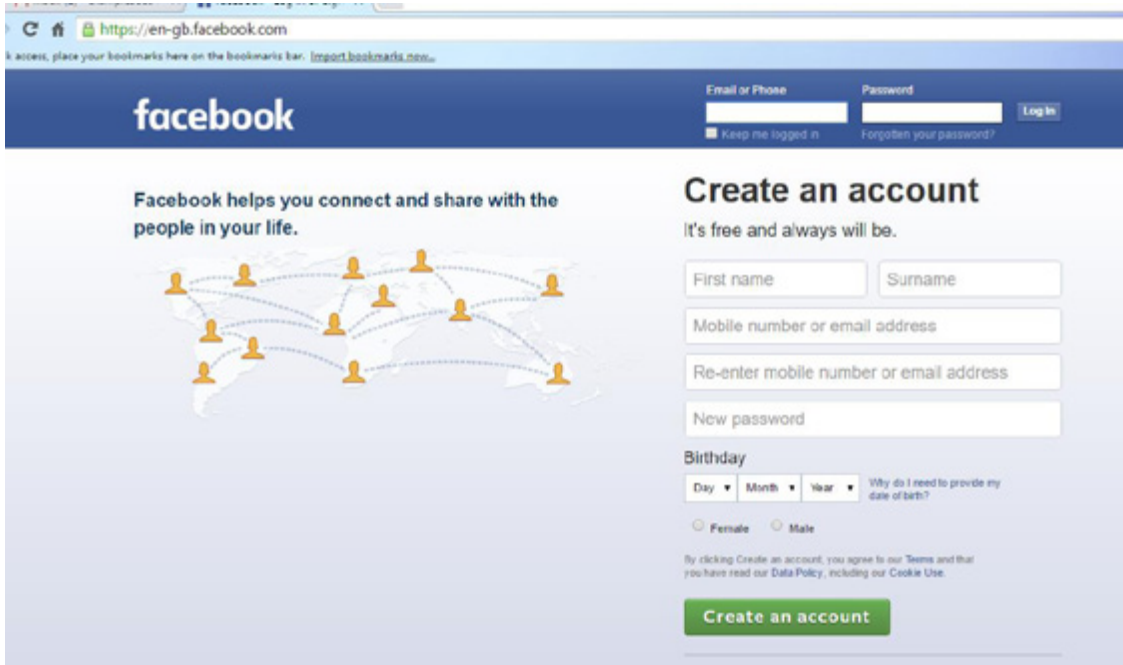 https://en-gb.facebook.com
k access, place your bookmarks here on the bookmarks bar. Import bookmarks now...
facebook
Email or Phone
Password
Log In
Keep me logged in
Forgotten your password?
Facebook helps you connect and share with the
people in your life.
Create an account
It's free and always will be.
First name
Surname
Mobile number or email address
Re-enter mobile number or email address
New password
Birthday
Day
Month
Year
Why do I need to provide my
date of birth?
Female
Male
By clicking Create an account, you agree to our Terms and that
you have read our Data Policy, including our Cookie Use.
Create an account